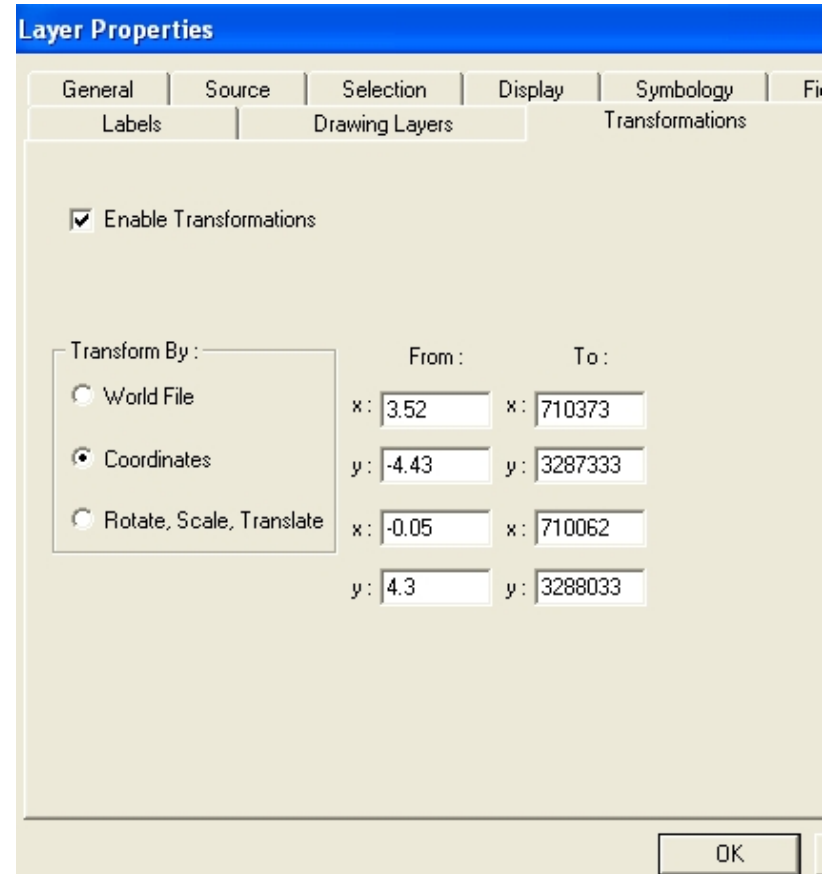 Layer Properties
General Source Selection Display Symbology
Labels Drawing Layers Transformations
Enable Transformations
Transform By : From : To :
World File x : 3.52 x : 710373
Coordinates y : -4.43 y : 3287333
Rotate, Scale, Translate x : -0.05 x : 710062
y : 4.3 y : 3288033
OK